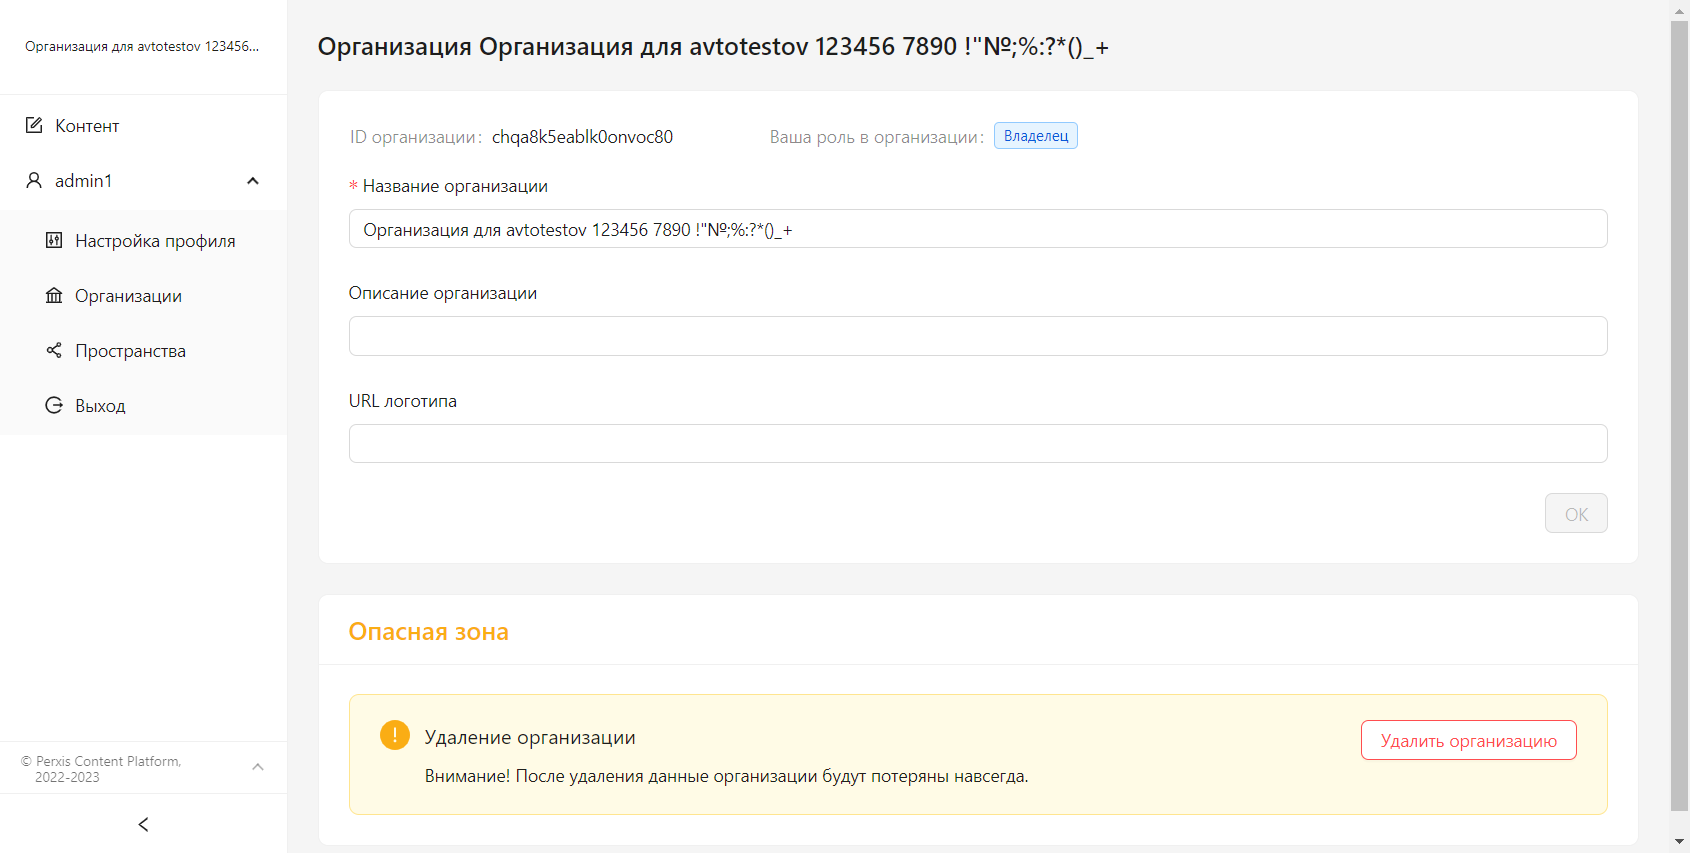 Организация для avtotestov 123456...
Контент
admin1
Настройка профиля
Организации
Пространства
Выход
© Perxis Content Platform,
2022-2023
Организация Организация для avtotestov 123456 7890 !"№;%:?*()_+
ID организации: chqa8k5eablk0onvoc80
Ваша роль в организации: Владелец
* Название организации
Организация для avtotestov 123456 7890 !"№;%:?*()_+
Описание организации
URL логотипа
ОК
Опасная зона
Удаление организации
Внимание! После удаления данные организации будут потеряны навсегда.
Удалить организацию